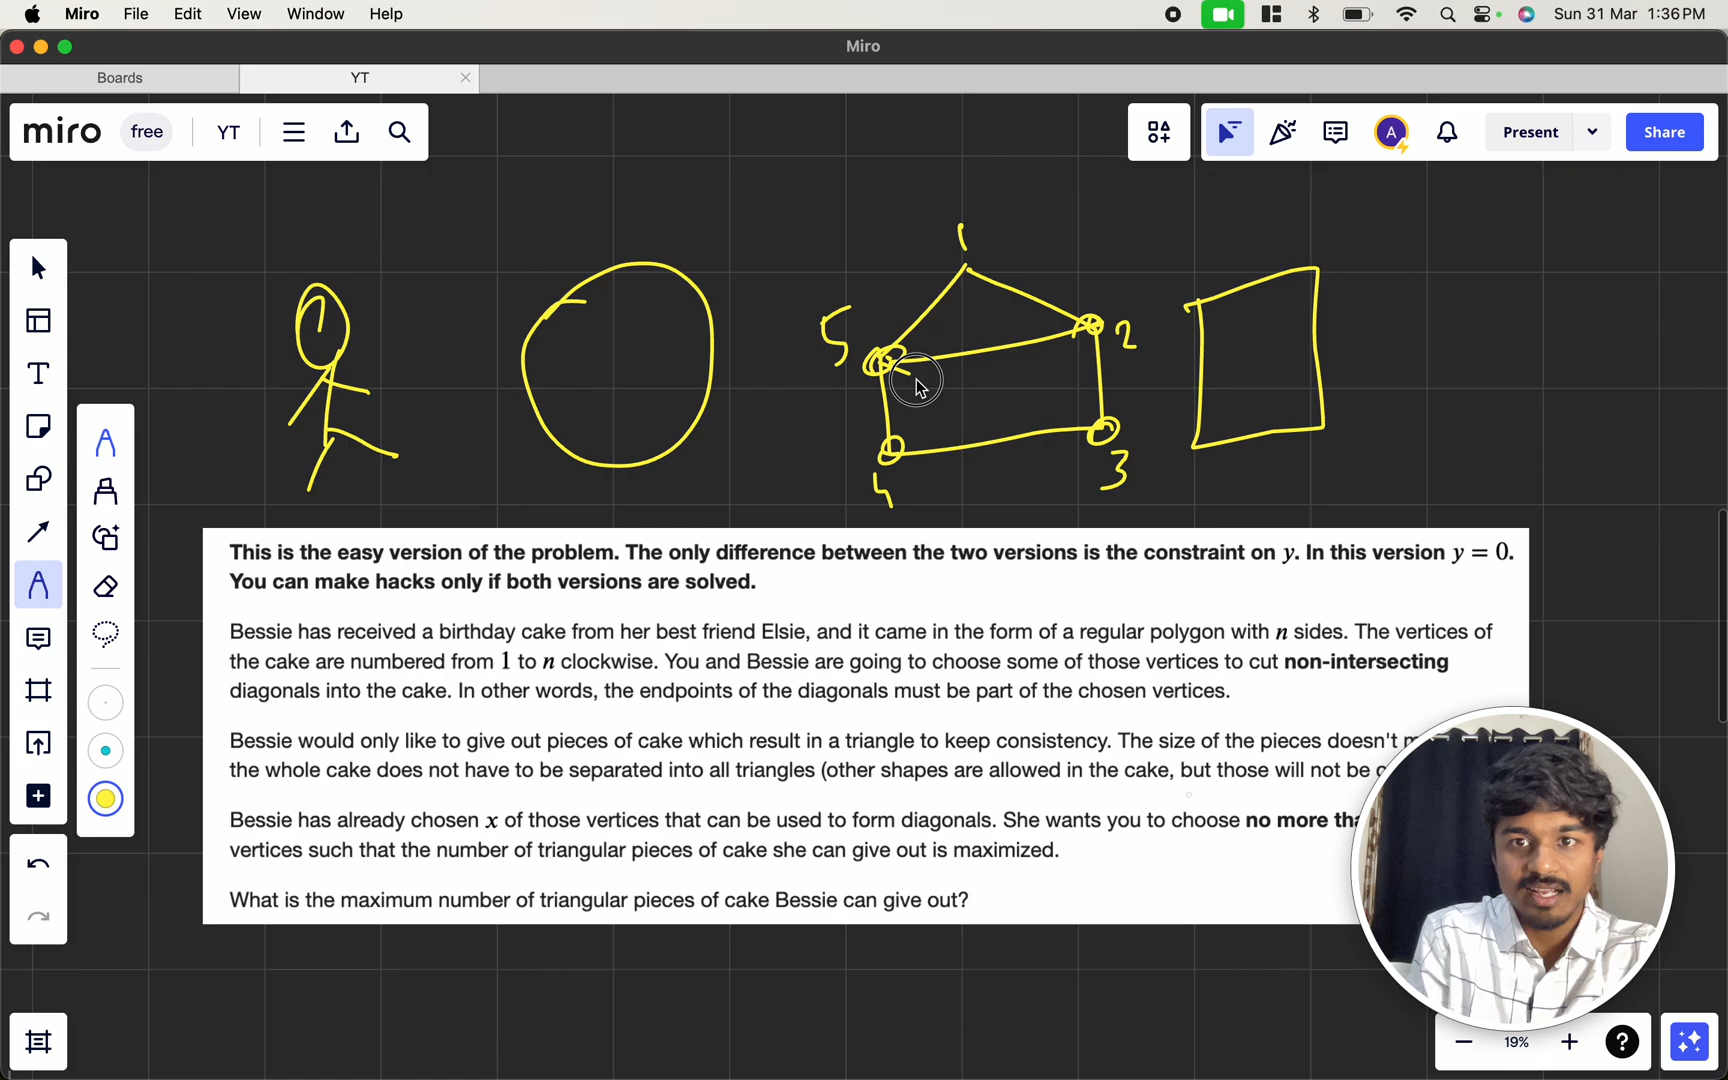 Miro File Edit View Window Help
Sun 31 Mar 1:36 PM
Miro
Boards YT
miro free YT
A Present Share
1
5 2
4 3
This is the easy version of the problem. The only difference between the two versions is the constraint on y. In this version y = 0.
You can make hacks only if both versions are solved.
Bessie has received a birthday cake from her best friend Elsie, and it came in the form of a regular polygon with n sides. The vertices of
the cake are numbered from 1 to n clockwise. You and Bessie are going to choose some of those vertices to cut non-intersecting
diagonals into the cake. In other words, the endpoints of the diagonals must be part of the chosen vertices.
Bessie would only like to give out pieces of cake which result in a triangle to keep consistency. The size of the pieces doesn't
the whole cake does not have to be separated into all triangles (other shapes are allowed in the cake, but those will not be
Bessie has already chosen x of those vertices that can be used to form diagonals. She wants you to choose no more
vertices such that the number of triangular pieces of cake she can give out is maximized.
What is the maximum number of triangular pieces of cake Bessie can give out?
19%